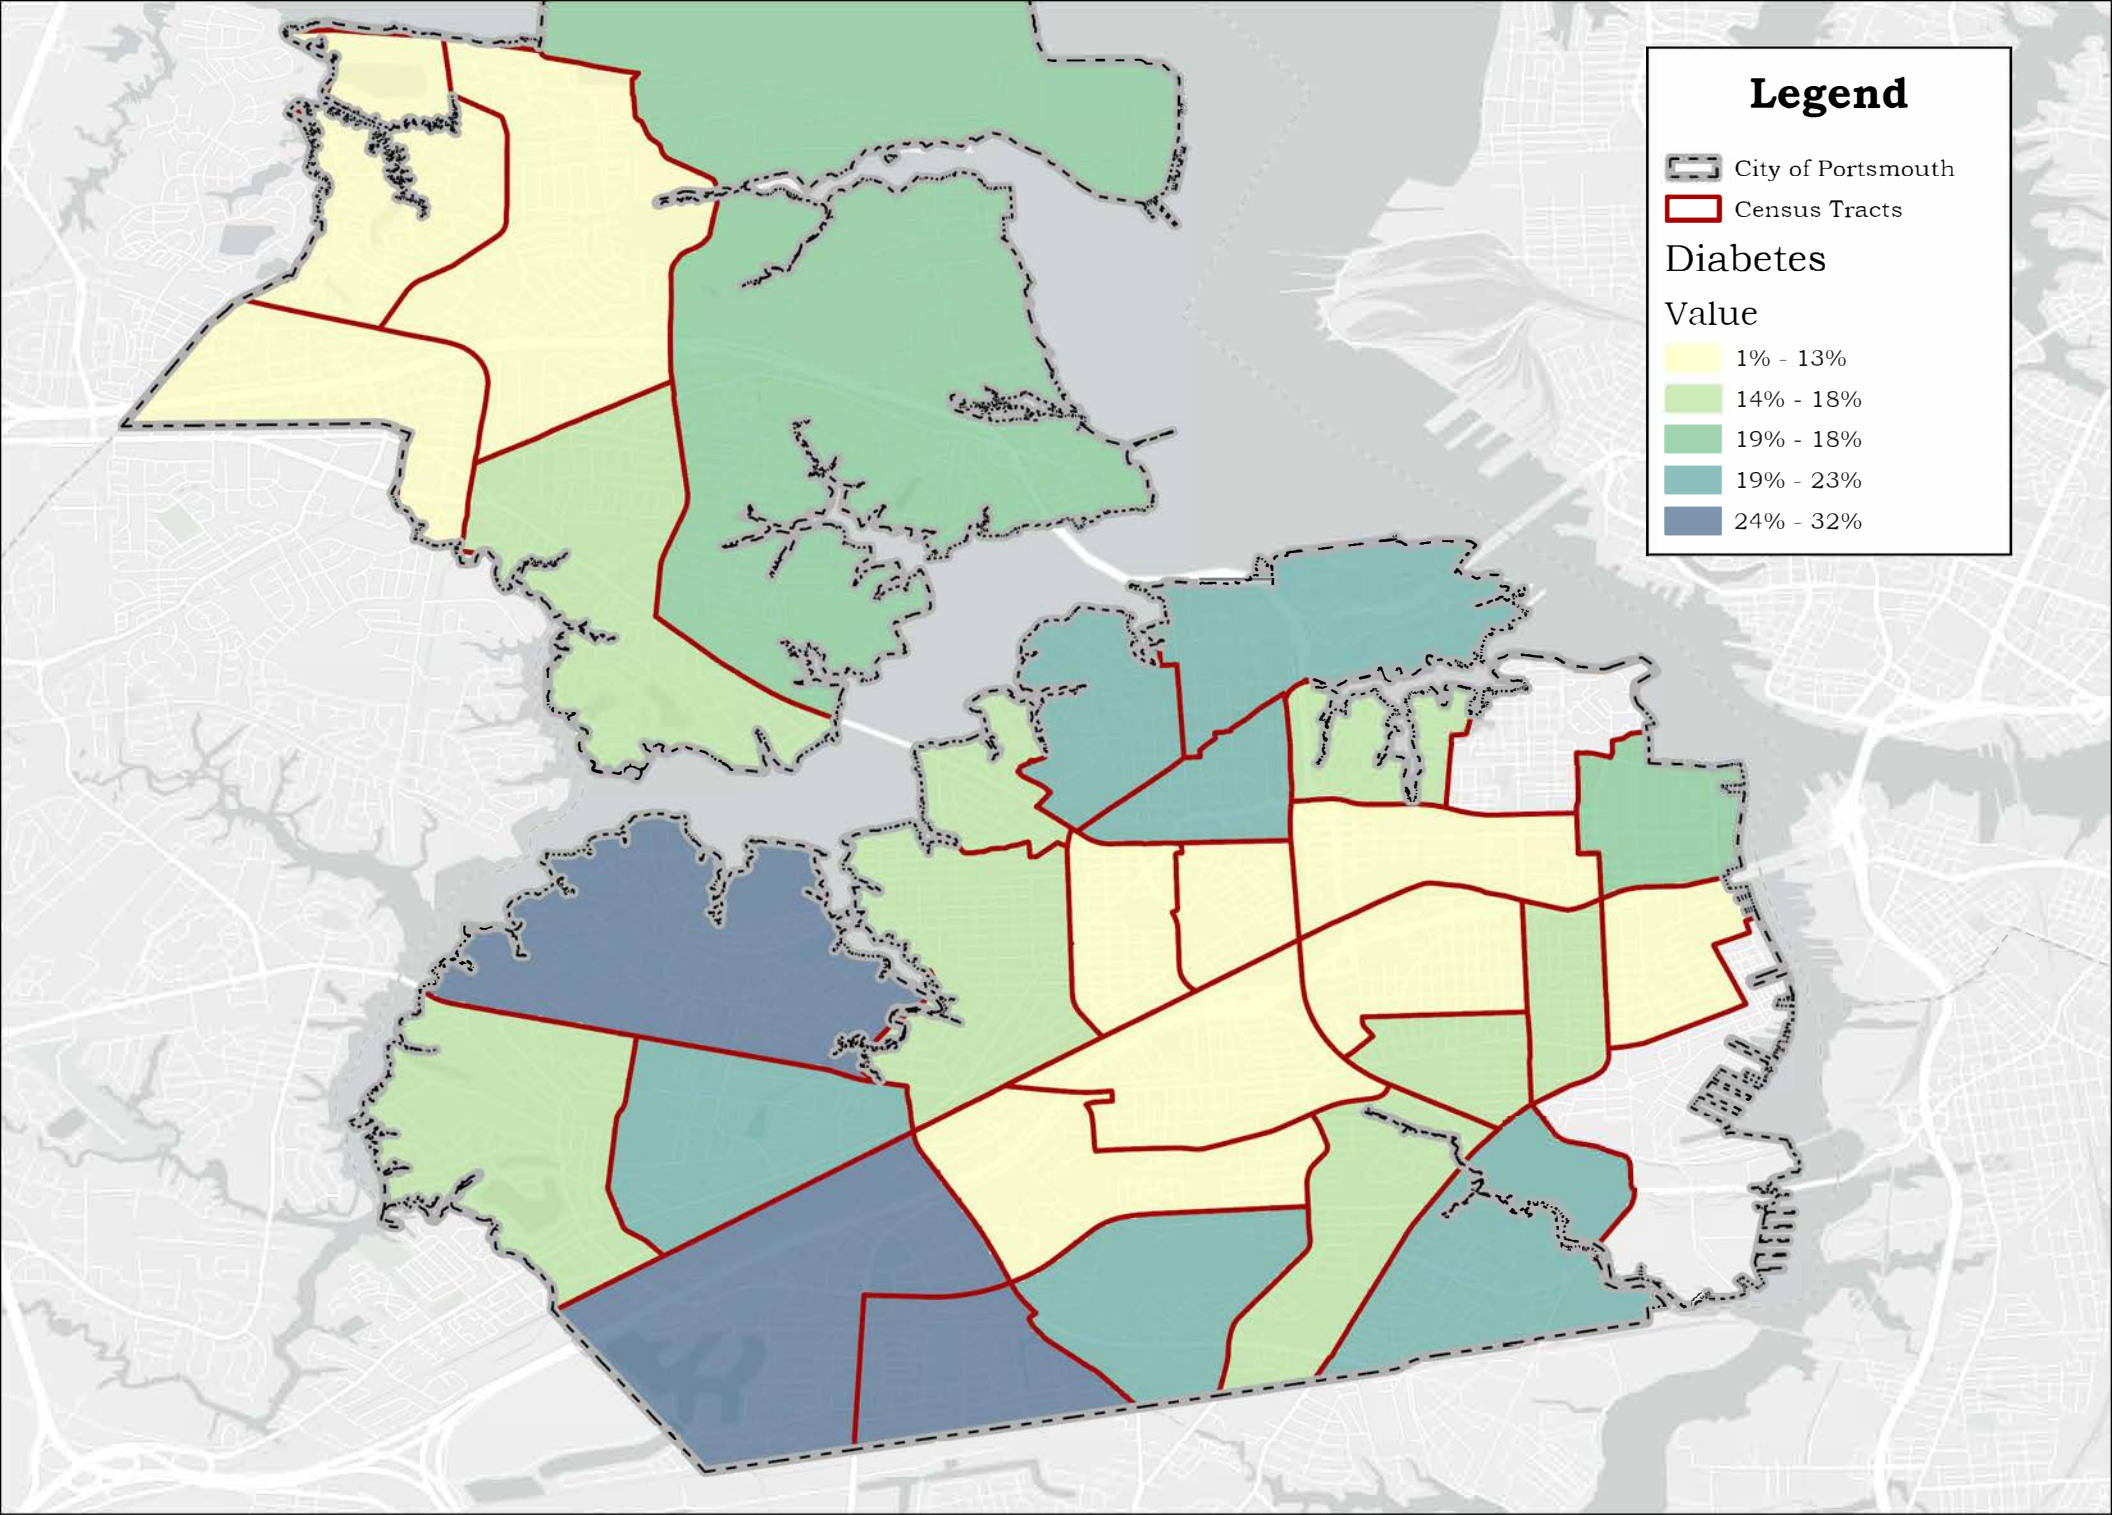 Legend
City of Portsmouth
Census Tracts
Diabetes
Value
1% - 13%
14% - 18%
19% - 18%
19% - 23%
24% - 32%